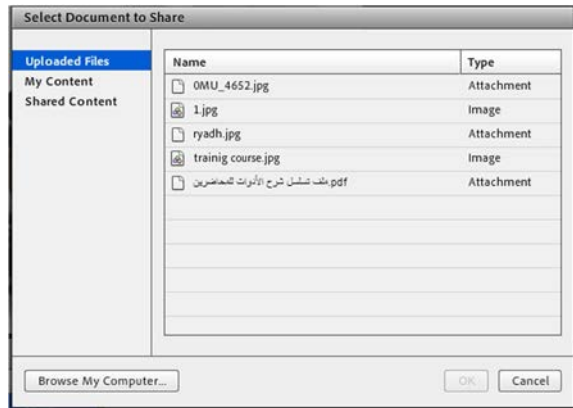 Select Document to Share
Uploaded Files
My Content
Shared Content
Name Type
0MU_4652.jpg Attachment
1.jpg Image
ryadh.jpg Attachment
trainig course.jpg Image
ملف تسلسل شرح الأدوات للمحاضرين.pdf Attachment
Browse My Computer...
OK Cancel